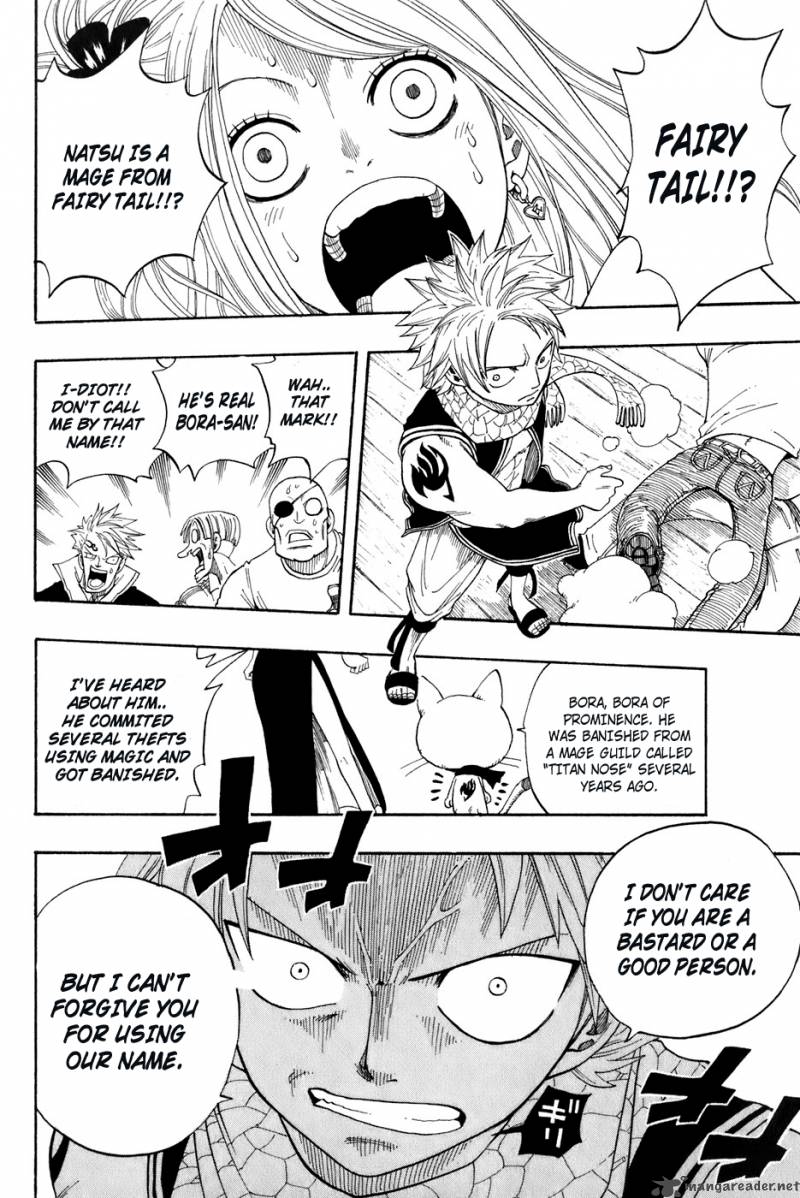 FAIRY
TAIL!!?
NATSU IS A
MAGE FROM
FAIRY TAIL!!?
WAH..
THAT
MARK!!
HE'S REAL
BORA-SAN!
I-DIOT!!
DON'T CALL
ME BY THAT
NAME!!
BORA, BORA OF
PROMINENCE. HE
WAS BANISHED FROM
A MAGE GUILD CALLED
"TITAN NOSE" SEVERAL
YEARS AGO.
I'VE HEARD
ABOUT HIM..
HE COMMITED
SEVERAL THEFTS
USING MAGIC AND
GOT BANISHED.
I DON'T CARE
IF YOU ARE A
BASTARD OR A
GOOD PERSON.
BUT I CAN'T
FORGIVE YOU
FOR USING
OUR NAME.
ギリ
mangareader.net